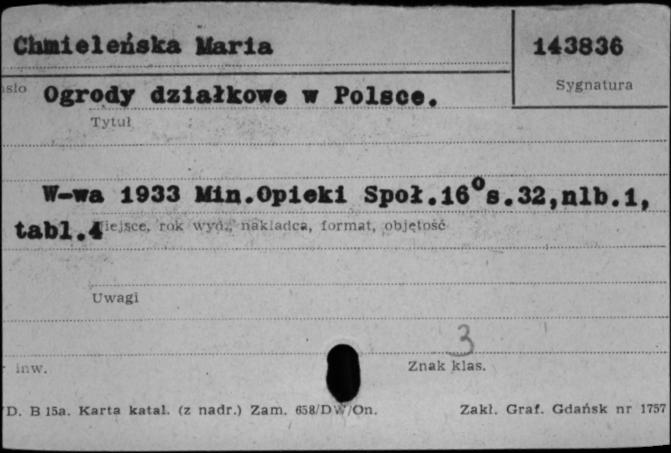 Chmieleńska Maria
143836
Sygnatura
Ogrody działkowe w Polsce.
Tytuł
W-wa 1933 Min.Opieki Społ.16° s.32,nlb.1,
tabl.4
iejsce, rok wyd., nakładca, format, objętość
Uwagi
3
inw.
Znak klas.
D. B 15a. Karta katal. (z nadr.) Zam. 658/DW/On.
Zakł. Graf. Gdańsk nr 1757